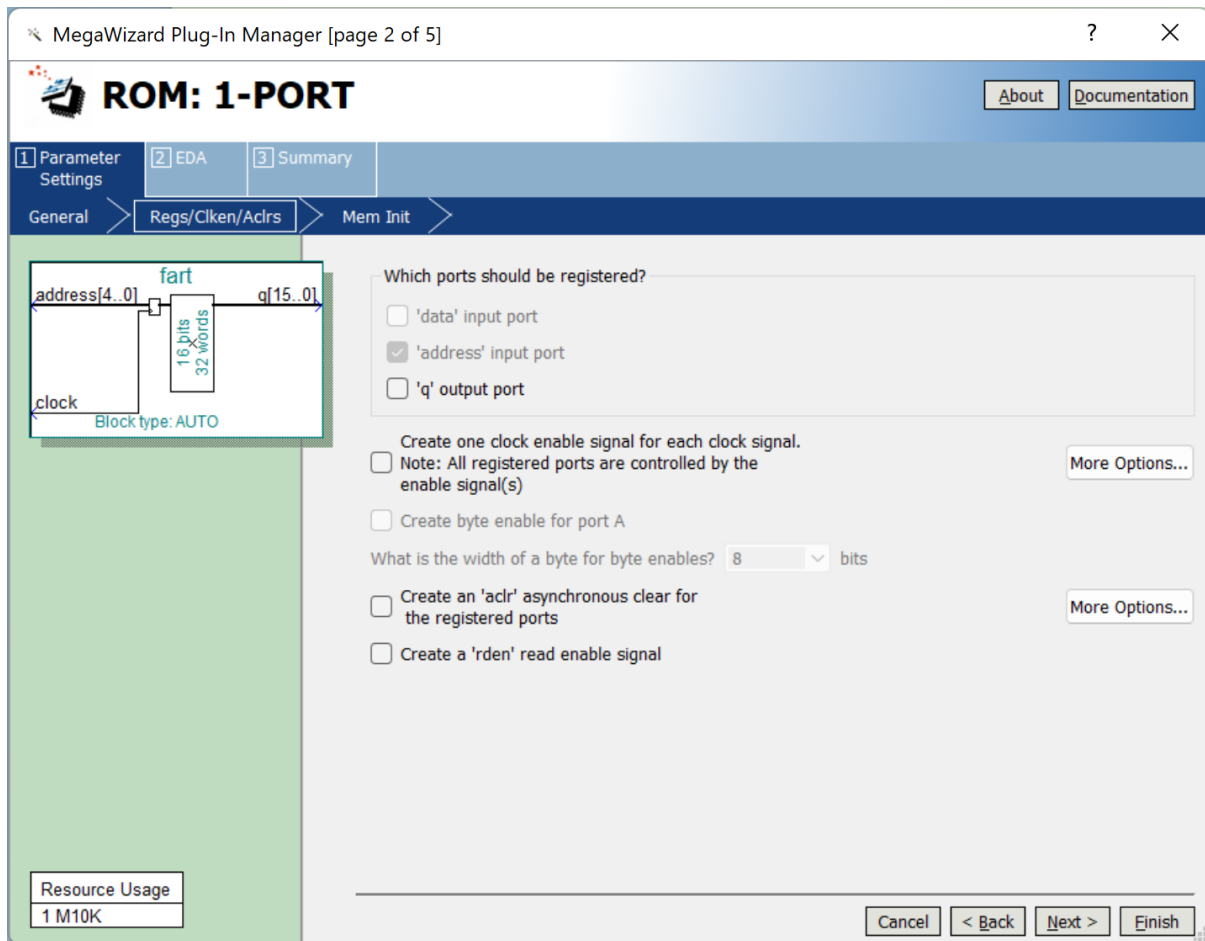 MegaWizard Plug-In Manager [page 2 of 5]
?
ROM: 1-PORT
About
Documentation
1 Parameter
Settings
2 EDA
3 Summary
General
Regs/Clken/Aclrs
Mem Init
fart
address[4..0]
q[15..0]
16 bits
32 words
clock
Block type: AUTO
Which ports should be registered?
'data' input port
'address' input port
'q' output port
Create one clock enable signal for each clock signal.
Note: All registered ports are controlled by the
enable signal(s)
More Options...
Create byte enable for port A
What is the width of a byte for byte enables? 8 bits
Create an 'aclr' asynchronous clear for
the registered ports
More Options...
Create a 'rden' read enable signal
Resource Usage
1 M10K
Cancel
< Back
Next >
Finish